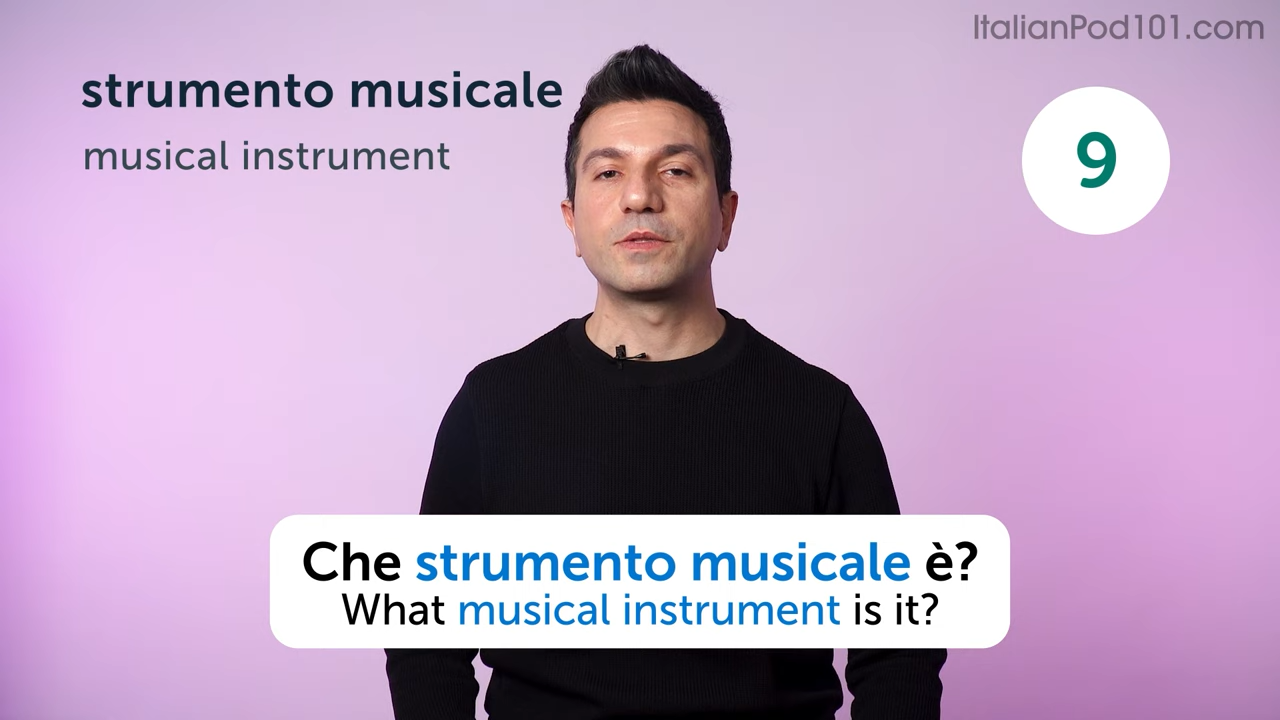 ItalianPod101.com
strumento musicale
musical instrument
9
Che strumento musicale è?
What musical instrument is it?